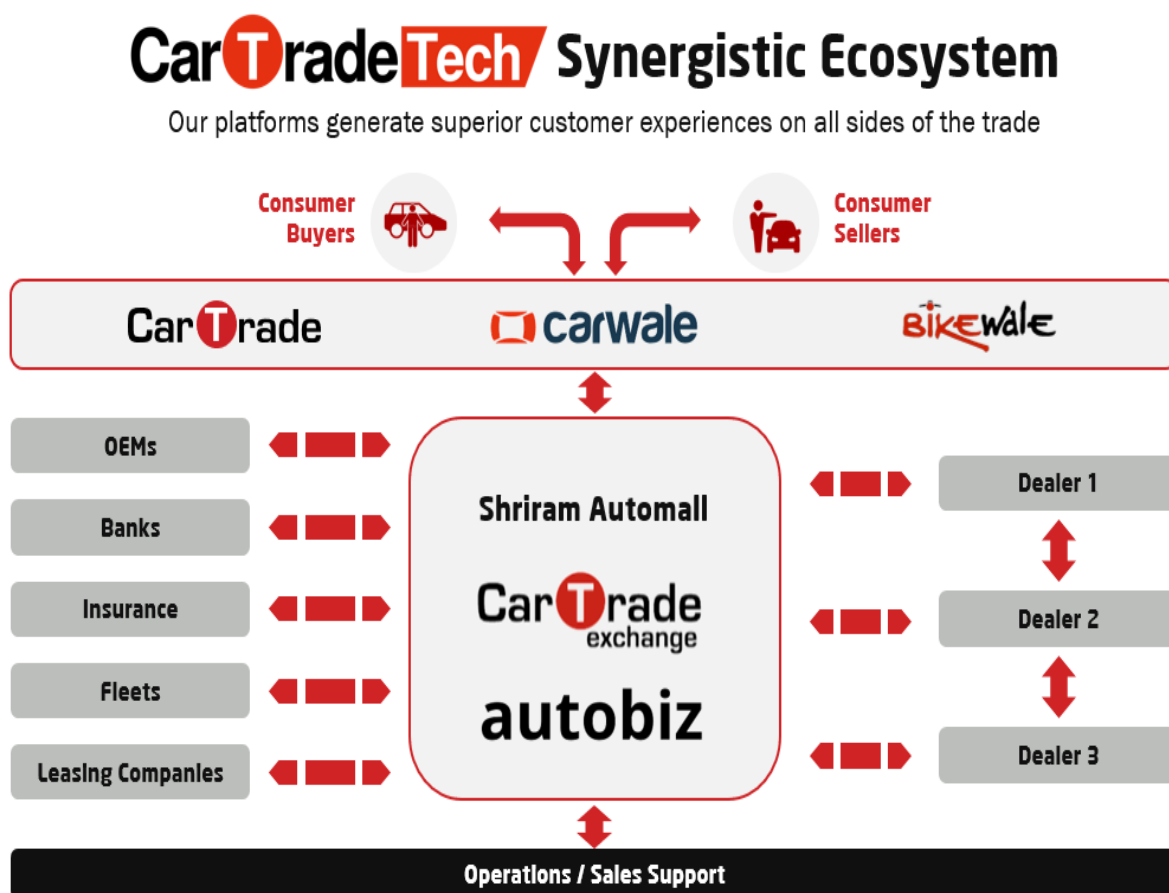 CarTradeTech Synergistic Ecosystem
Our platforms generate superior customer experiences on all sides of the trade
Consumer
Buyers
Consumer
Sellers
CarTrade
carwale
BikeWale
OEMs
Banks
Insurance
Fleets
Leasing Companies
Shriram Automall
CarTrade
exchange
autobiz
Dealer 1
Dealer 2
Dealer 3
Operations / Sales Support